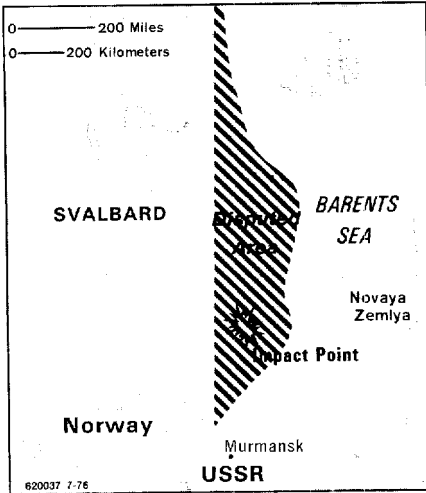 0 200 Miles
0 200 Kilometers
SVALBARD
Disputed
Area
BARENTS
SEA
Novaya
Zemlya
Impact Point
Norway
Murmansk
USSR
620037 7-76